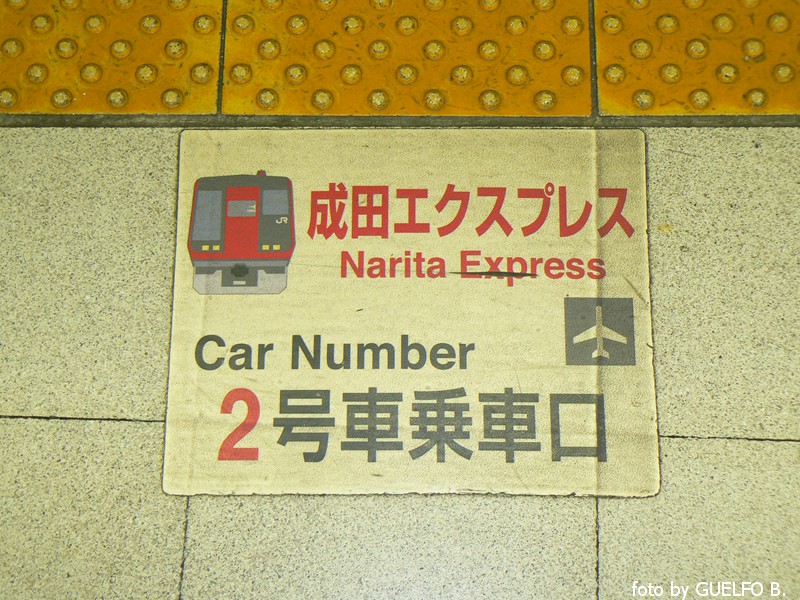 JR
成田エクスプレス
Narita Express
Car Number
2号車乗車口
foto by GUELFO B.